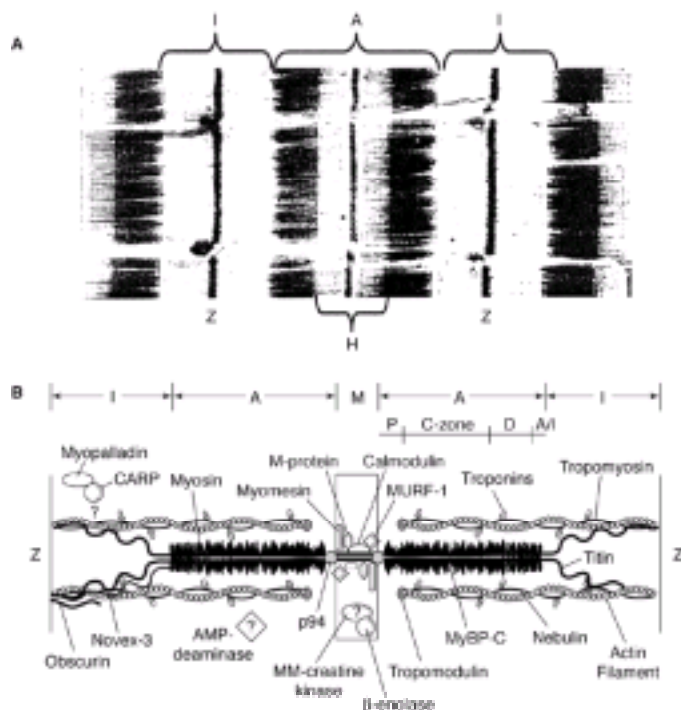 A
I A I
Z Z
H
B
I A M A I
P C-zone D A/I
Myopalladin
CARP
?
Myosin
M-protein
Myomesin
Calmodulin
MURF-1
Troponins
Tropomyosin
Z
Z
Titin
Obscurin
Novex-3
AMP-
deaminase
?
p94
?
MM-creatine
kinase
β-enolase
Tropomodulin
MyBP-C
Nebulin
Actin
Filament